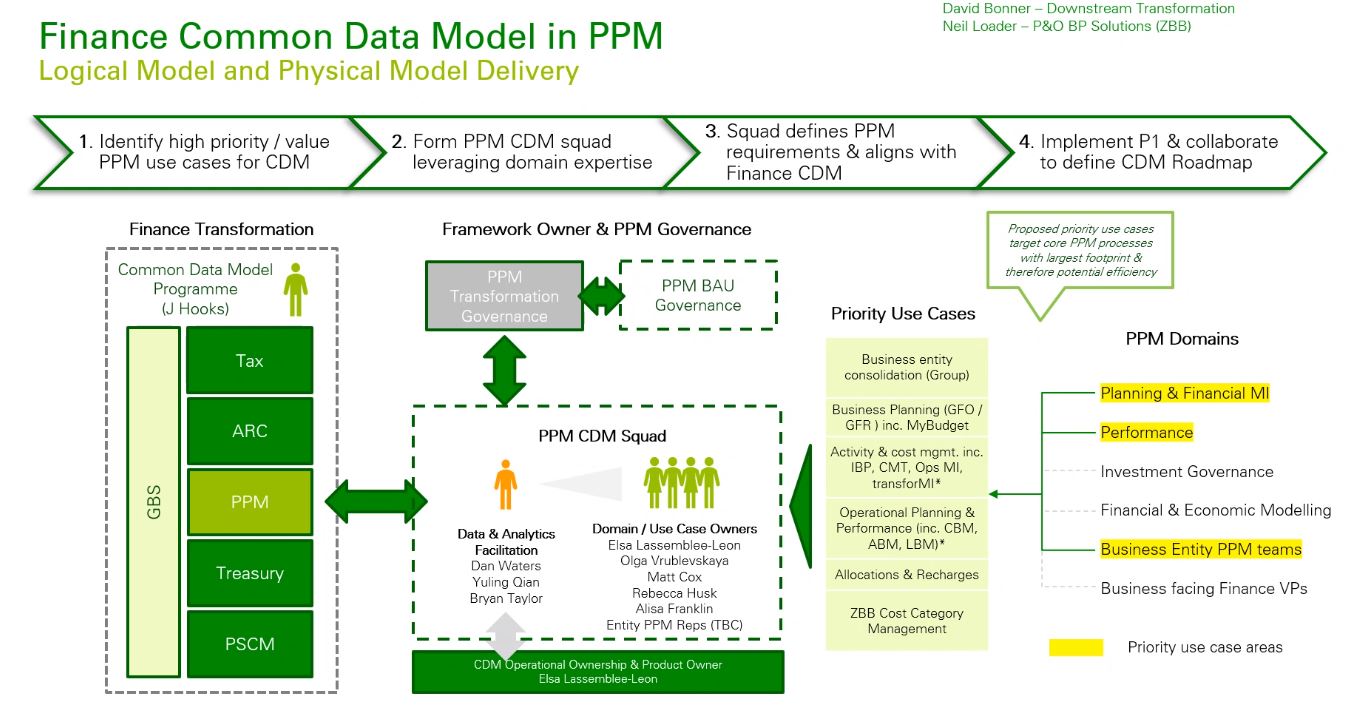 David Bonner – Downstream Transformation
Neil Loader – P&O BP Solutions (ZBB)
Finance Common Data Model in PPM
Logical Model and Physical Model Delivery
1. Identify high priority / value
PPM use cases for CDM
2. Form PPM CDM squad
leveraging domain expertise
3. Squad defines PPM
requirements & aligns with
Finance CDM
4. Implement P1 & collaborate
to define CDM Roadmap
Finance Transformation
Common Data Model
Programme
(J Hooks)
GBS
Tax
ARC
PPM
Treasury
PSCM
Framework Owner & PPM Governance
PPM
Transformation
Governance
PPM BAU
Governance
PPM CDM Squad
Data & Analytics
Facilitation
Dan Waters
Yuling Qian
Bryan Taylor
Domain / Use Case Owners
Elsa Lassemblee-Leon
Olga Vrublevskaya
Matt Cox
Rebecca Husk
Alisa Franklin
Entity PPM Reps (TBC)
CDM Operational Ownership & Product Owner
Elsa Lassemblee-Leon
Priority Use Cases
Business entity
consolidation (Group)
Business Planning (GFO /
GFR ) inc. MyBudget
Activity & cost mgmt. inc.
IBP, CMT, Ops MI,
transforMI*
Operational Planning &
Performance (inc. CBM,
ABM, LBM)*
Allocations & Recharges
ZBB Cost Category
Management
Proposed priority use cases
target core PPM processes
with largest footprint &
therefore potential efficiency
PPM Domains
Planning & Financial MI
Performance
Investment Governance
Financial & Economic Modelling
Business Entity PPM teams
Business facing Finance VPs
Priority use case areas